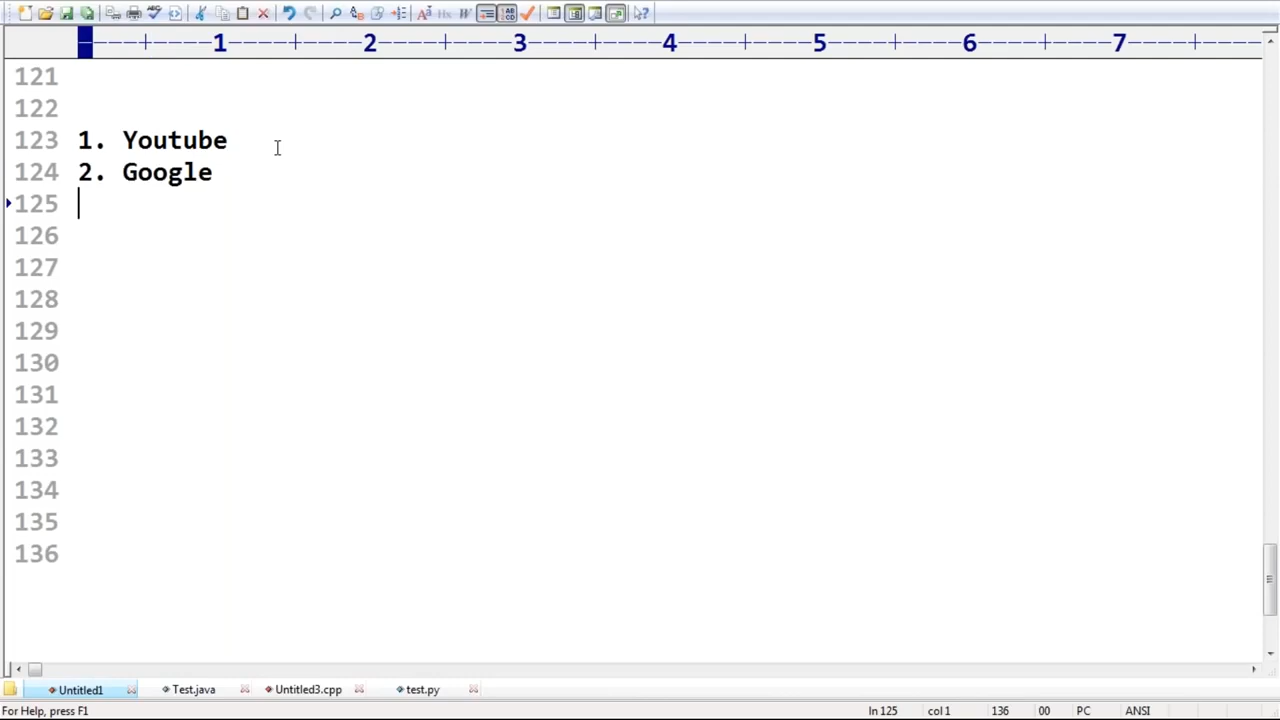 1 2 3 4 5 6 7
121
122
123 1. Youtube
124 2. Google
125
126
127
128
129
130
131
132
133
134
135
136
Untitled1 Test.java Untitled3.cpp test.py
For Help, press F1 ln 125 col 1 136 00 PC ANSI